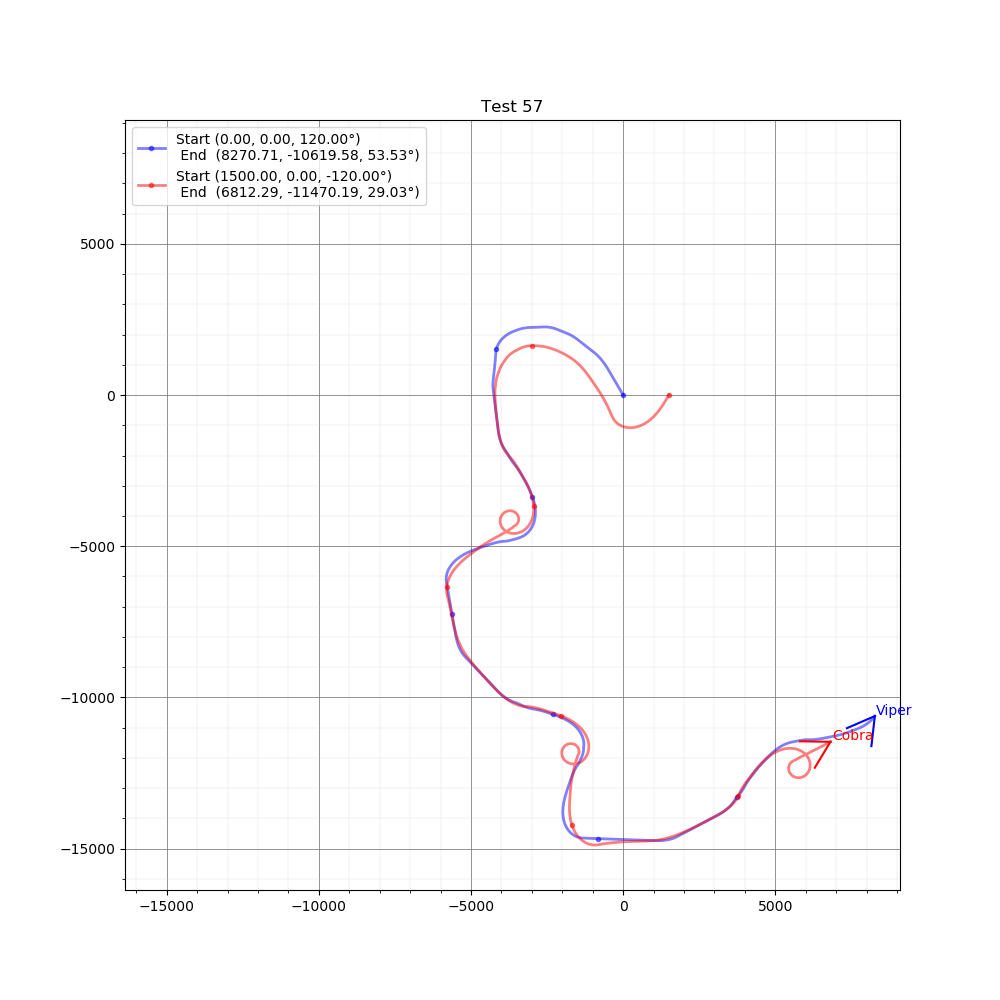 Test 57
Start (0.00, 0.00, 120.00°)
End (8270.71, -10619.58, 53.53°)
Start (1500.00, 0.00, -120.00°)
End (6812.29, -11470.19, 29.03°)
5000
0
−5000
−10000
−15000
Viper
Cobra
−15000
−10000
−5000
0
5000